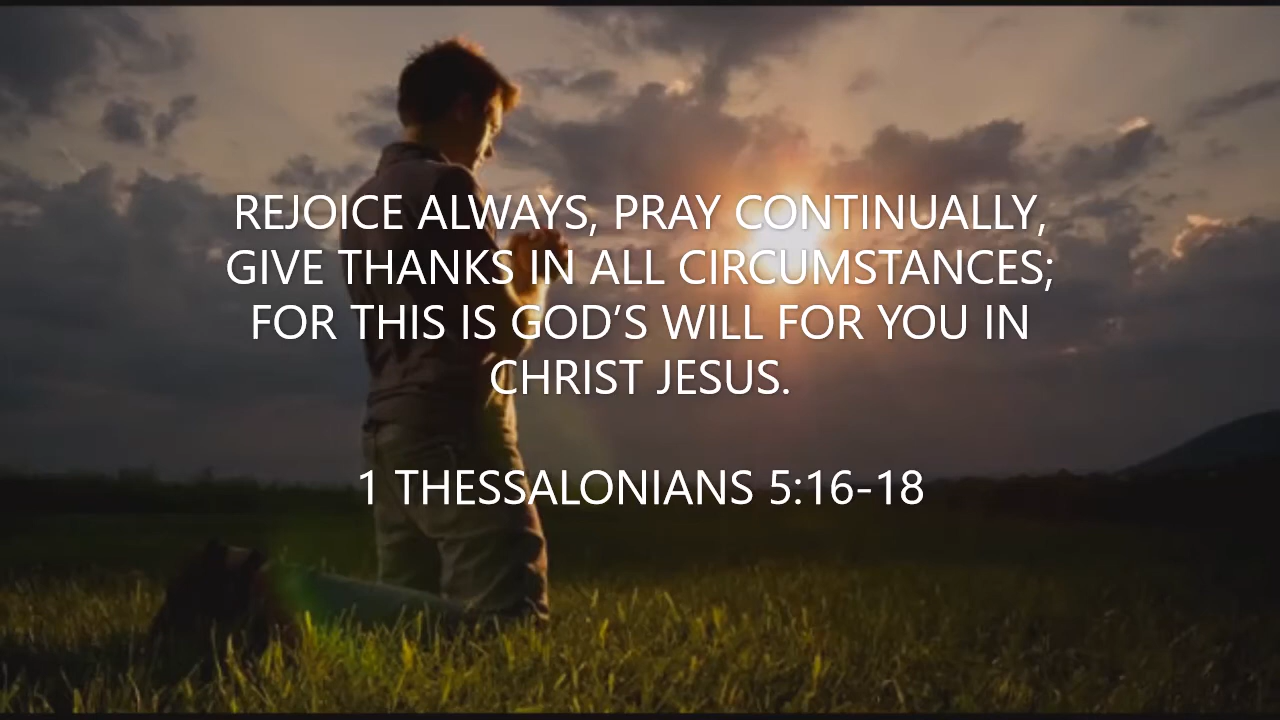 REJOICE ALWAYS, PRAY CONTINUALLY,
GIVE THANKS IN ALL CIRCUMSTANCES;
FOR THIS IS GOD’S WILL FOR YOU IN
CHRIST JESUS.
1 THESSALONIANS 5:16-18